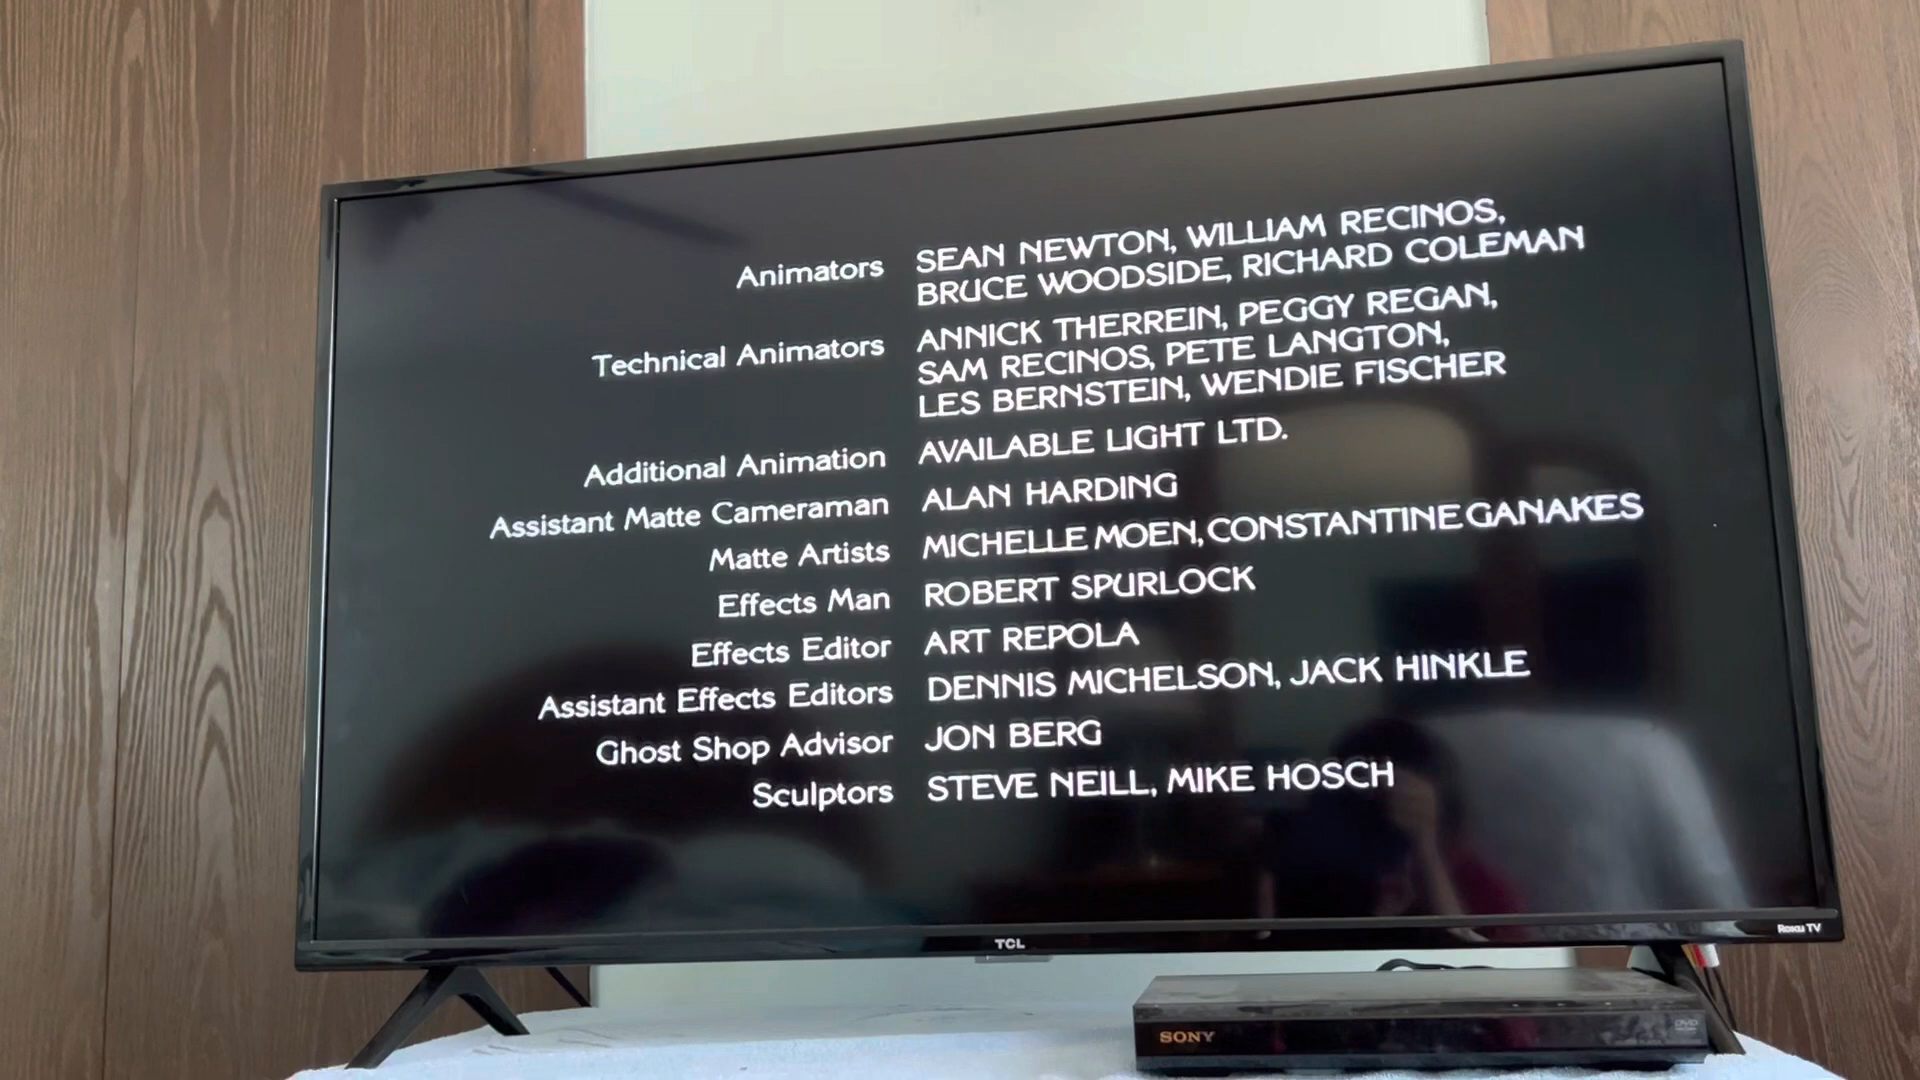 Animators SEAN NEWTON, WILLIAM RECINOS,
BRUCE WOODSIDE, RICHARD COLEMAN
Technical Animators ANNICK THERREIN, PEGGY REGAN,
SAM RECINOS, PETE LANGTON,
LES BERNSTEIN, WENDIE FISCHER
Additional Animation AVAILABLE LIGHT LTD.
Assistant Matte Cameraman ALAN HARDING
Matte Artists MICHELLE MOEN, CONSTANTINE GANAKES
Effects Man ROBERT SPURLOCK
Effects Editor ART REPOLA
Assistant Effects Editors DENNIS MICHELSON, JACK HINKLE
Ghost Shop Advisor JON BERG
Sculptors STEVE NEILL, MIKE HOSCH
TCL
Roku TV
SONY
DVD